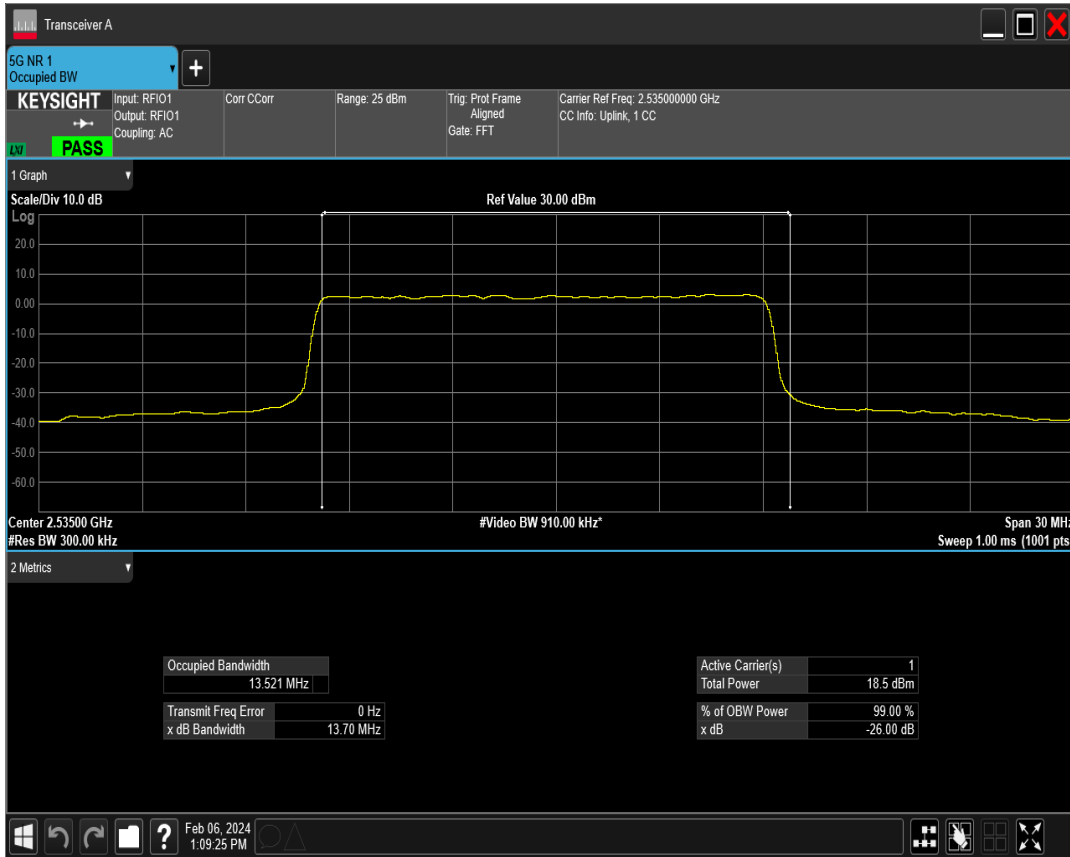 Transceiver A
5G NR 1
Occupied BW
KEYSIGHT
LXI
PASS
Input: RFIO1
Output: RFIO1
Coupling: AC
Corr CCorr
Range: 25 dBm
Trig: Prot Frame
Aligned
Gate: FFT
Carrier Ref Freq: 2.535000000 GHz
CC Info: Uplink, 1 CC
1 Graph
Scale/Div 10.0 dB
Ref Value 30.00 dBm
Log
20.0
10.0
0.00
-10.0
-20.0
-30.0
-40.0
-50.0
-60.0
Center 2.53500 GHz
#Video BW 910.00 kHz*
Span 30 MHz
#Res BW 300.00 kHz
Sweep 1.00 ms (1001 pts
2 Metrics
Occupied Bandwidth
13.521 MHz
Transmit Freq Error 0 Hz
x dB Bandwidth 13.70 MHz
Active Carrier(s) 1
Total Power 18.5 dBm
% of OBW Power 99.00 %
x dB -26.00 dB
Feb 06, 2024
1:09:25 PM